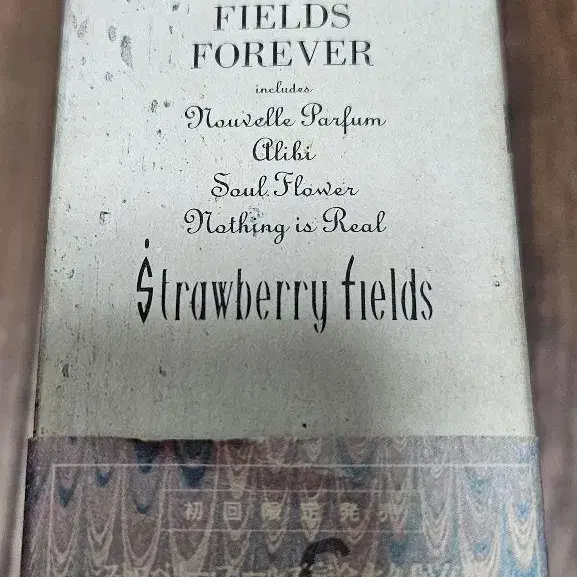 FIELDS
FOREVER
includes
Nouvelle Parfum
Alibi
Soul Flower
Nothing is Real
Strawberry fields
初回限定発売